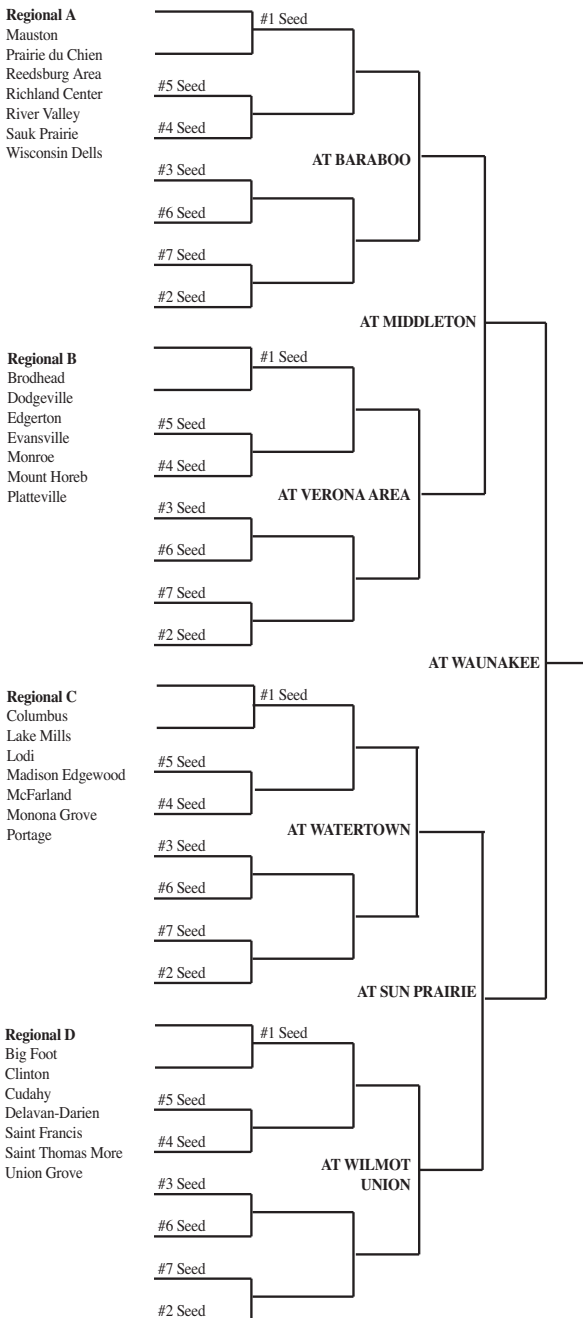 Regional A
Mauston
Prairie du Chien
Reedsburg Area
Richland Center
River Valley
Sauk Prairie
Wisconsin Dells
#1 Seed
#5 Seed
#4 Seed
#3 Seed
#6 Seed
#7 Seed
#2 Seed
AT BARABOO
AT MIDDLETON
Regional B
Brodhead
Dodgeville
Edgerton
Evansville
Monroe
Mount Horeb
Platteville
#1 Seed
#5 Seed
#4 Seed
#3 Seed
#6 Seed
#7 Seed
#2 Seed
AT VERONA AREA
AT WAUNAKEE
Regional C
Columbus
Lake Mills
Lodi
Madison Edgewood
McFarland
Monona Grove
Portage
#1 Seed
#5 Seed
#4 Seed
#3 Seed
#6 Seed
#7 Seed
#2 Seed
AT WATERTOWN
AT SUN PRAIRIE
Regional D
Big Foot
Clinton
Cudahy
Delavan-Darien
Saint Francis
Saint Thomas More
Union Grove
#1 Seed
#5 Seed
#4 Seed
#3 Seed
#6 Seed
#7 Seed
#2 Seed
AT WILMOT
UNION